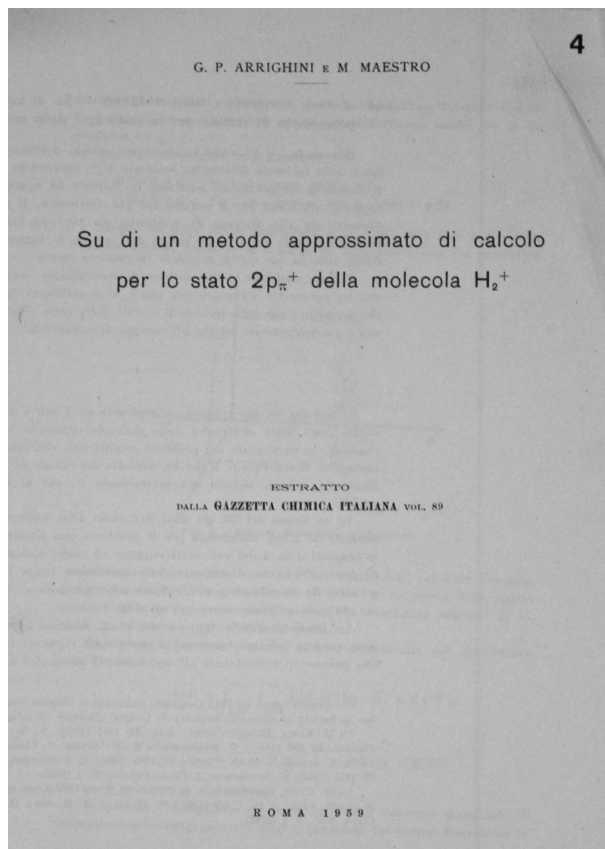 4
G. P. ARRIGHINI E M. MAESTRO
Su di un metodo approssimato di calcolo
per lo stato 2pπ+ della molecola H2+
ESTRATTO
DALLA GAZZETTA CHIMICA ITALIANA VOL. 89
ROMA 1959